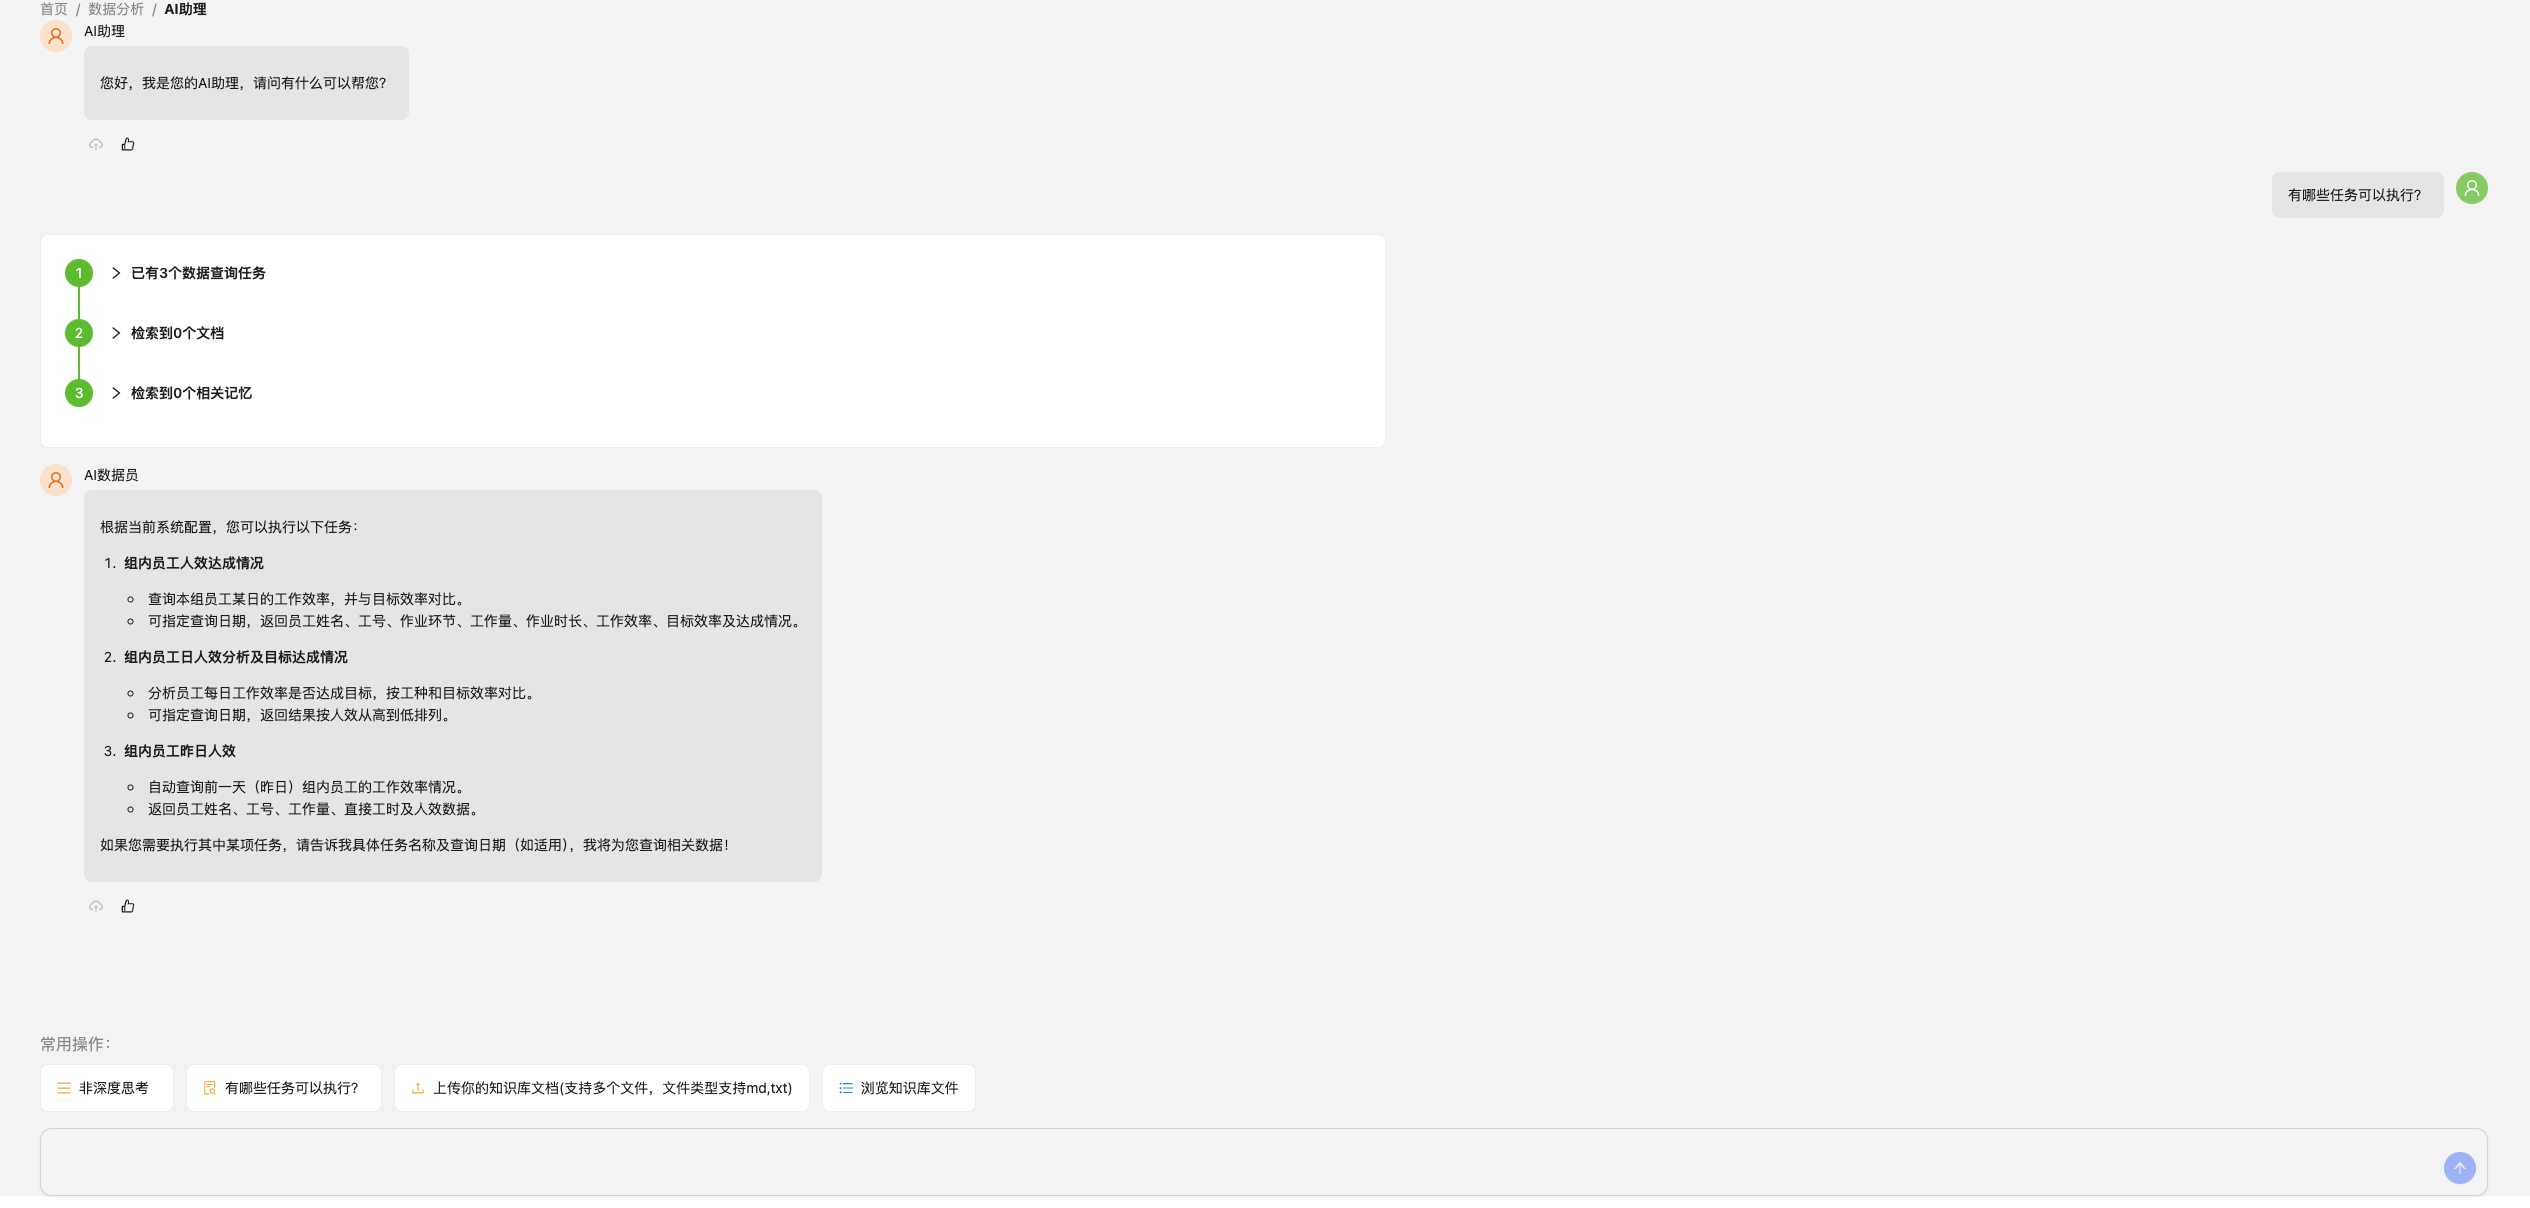 首页 / 数据分析 / AI助理
AI助理
您好，我是您的AI助理，请问有什么可以帮您?
有哪些任务可以执行?
1 已有3个数据查询任务
2 检索到0个文档
3 检索到0个相关记忆
AI数据员
根据当前系统配置，您可以执行以下任务：
1. 组内员工人效达成情况
查询本组员工某日的工作效率，并与目标效率对比。
可指定查询日期，返回员工姓名、工号、作业环节、工作量、作业时长、工作效率、目标效率及达成情况。
2. 组内员工日人效分析及目标达成情况
分析员工每日工作效率是否达成目标，按工种和目标效率对比。
可指定查询日期，返回结果按人效从高到低排列。
3. 组内员工昨日人效
自动查询前一天（昨日）组内员工的工作效率情况。
返回员工姓名、工号、工作量、直接工时及人效数据。
如果您需要执行其中某项任务，请告诉我具体任务名称及查询日期（如适用），我将为您查询相关数据！
常用操作：
非深度思考 有哪些任务可以执行? 上传你的知识库文档(支持多个文件，文件类型支持md,txt) 浏览知识库文件